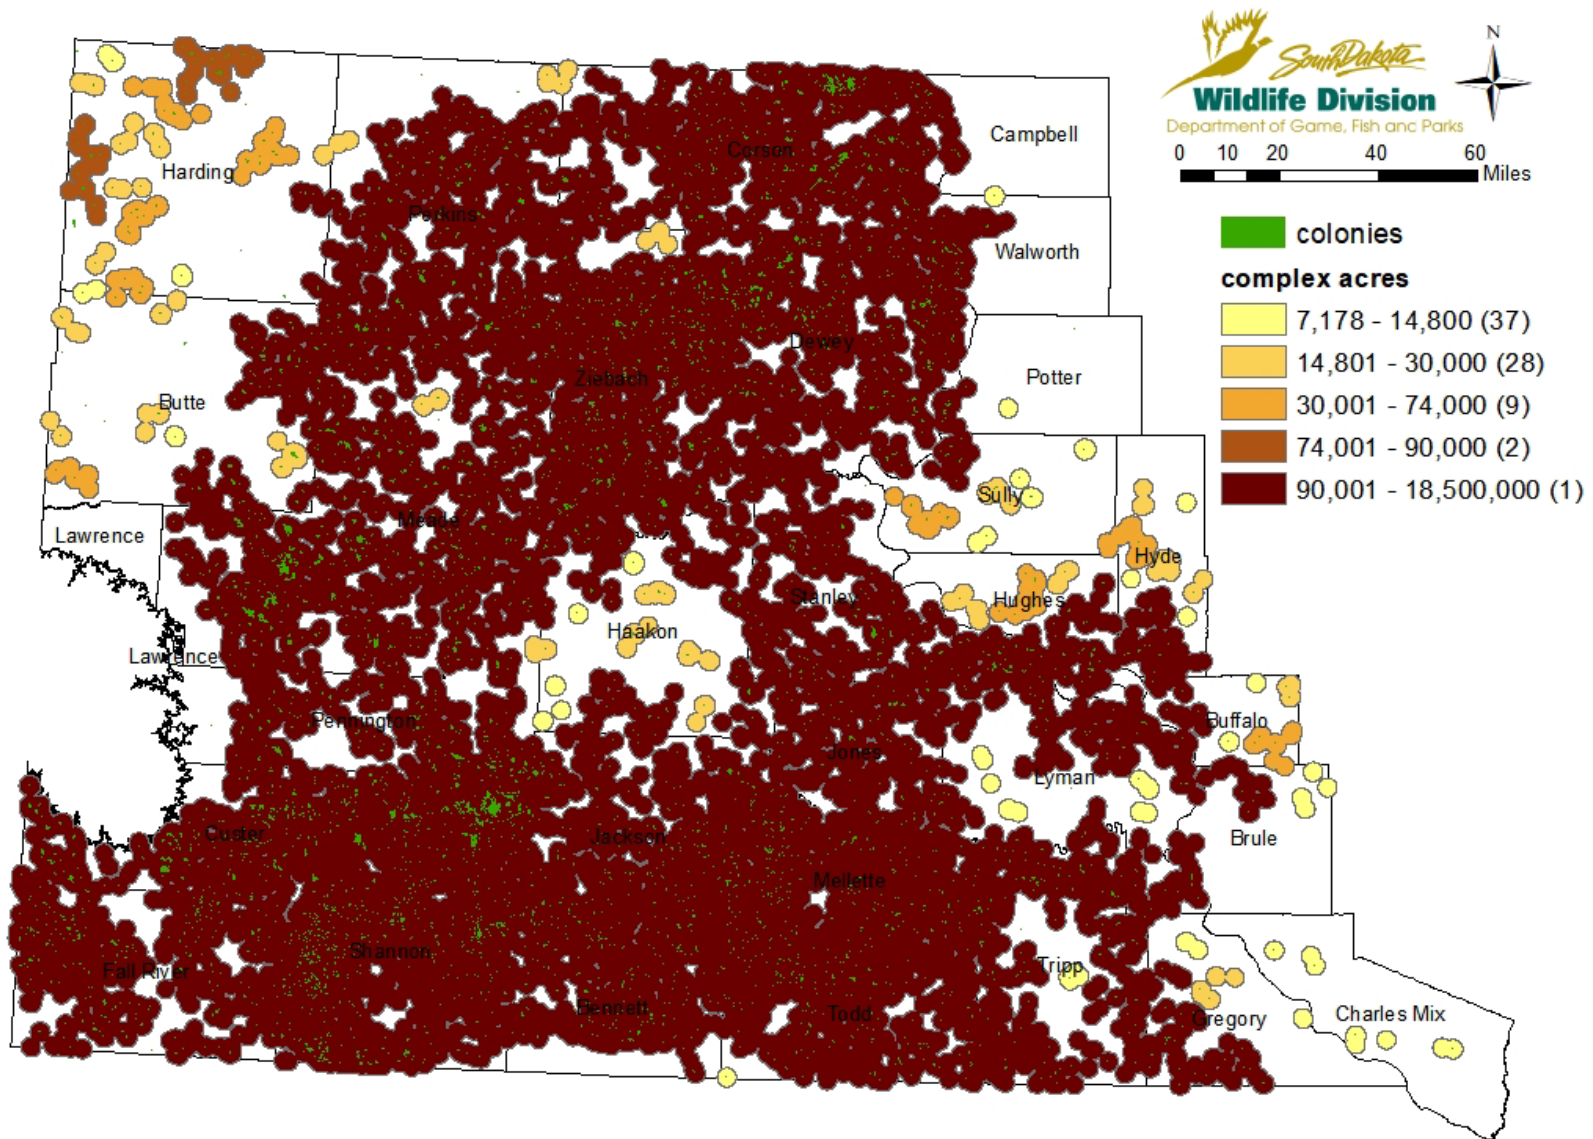 South Dakota
N
Wildlife Division
Department of Game, Fish and Parks
0 10 20 40 60
Miles
colonies
complex acres
7,178 - 14,800 (37)
14,801 - 30,000 (28)
30,001 - 74,000 (9)
74,001 - 90,000 (2)
90,001 - 18,500,000 (1)
Campbell
Corson
Harding
Perkins
Walworth
Dewey
Ziebach
Potter
Butte
Sully
Meade
Lawrence
Hyde
Stanley
Hughes
Haakon
Lawrence
Pennington
Buffalo
Jones
Lyman
Custer
Jackson
Brule
Mellette
Shannon
Fall River
Tripp
Bennett
Todd
Gregory
Charles Mix